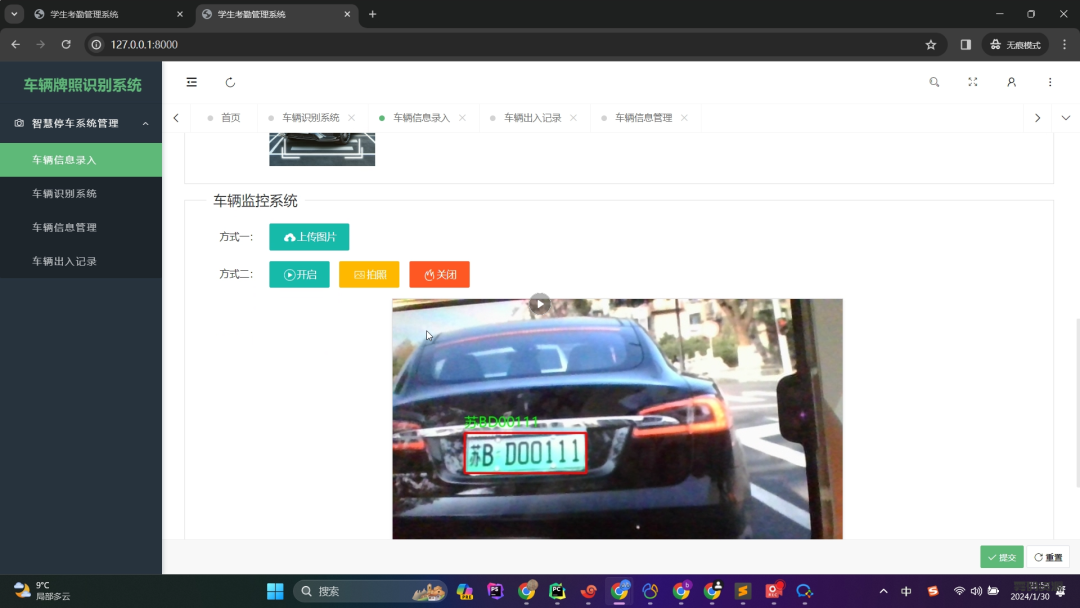 学生考勤管理系统
学生考勤管理系统
127.0.0.1:8000
无痕模式
车辆牌照识别系统
智慧停车系统管理
车辆信息录入
车辆识别系统
车辆信息管理
车辆出入记录
首页
车辆识别系统
车辆信息录入
车辆出入记录
车辆信息管理
车辆监控系统
方式一：
上传图片
方式二：
开启
拍照
关闭
苏BD00111
苏B D00111
提交
重置
9°C
局部多云
搜索
中
2024/1/30